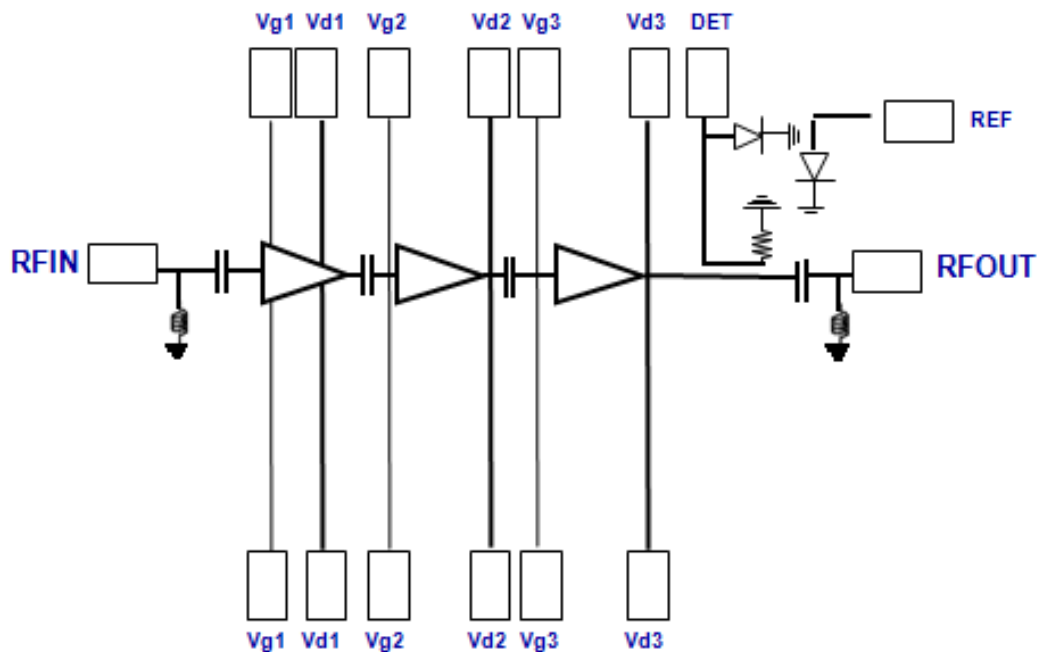 Vg1 Vd1 Vg2 Vd2 Vg3 Vd3 DET
REF
RFIN
RFOUT
Vg1 Vd1 Vg2 Vd2 Vg3 Vd3